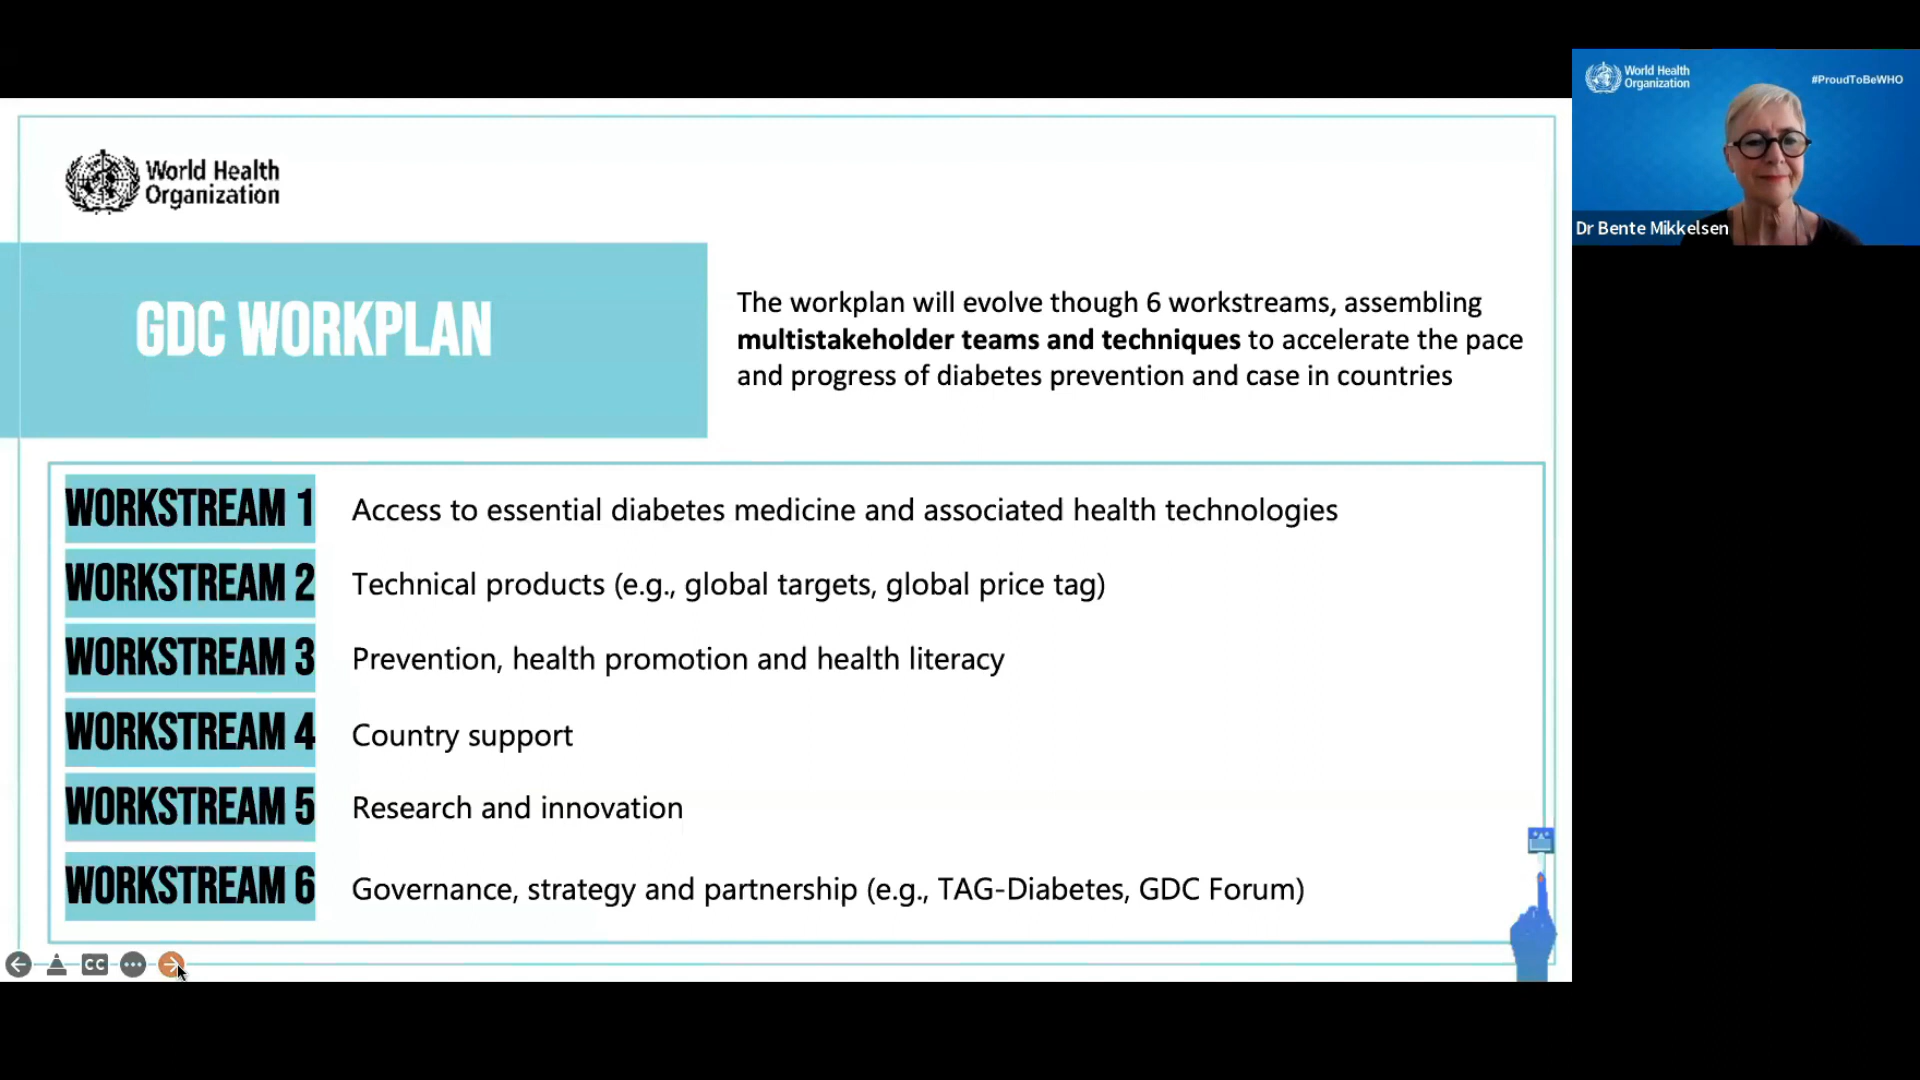 World Health
Organization
GDC WORKPLAN
The workplan will evolve though 6 workstreams, assembling
multistakeholder teams and techniques to accelerate the pace
and progress of diabetes prevention and case in countries
WORKSTREAM 1 Access to essential diabetes medicine and associated health technologies
WORKSTREAM 2 Technical products (e.g., global targets, global price tag)
WORKSTREAM 3 Prevention, health promotion and health literacy
WORKSTREAM 4 Country support
WORKSTREAM 5 Research and innovation
WORKSTREAM 6 Governance, strategy and partnership (e.g., TAG-Diabetes, GDC Forum)
CC
World Health
Organization
#ProudToBeWHO
Dr Bente Mikkelsen